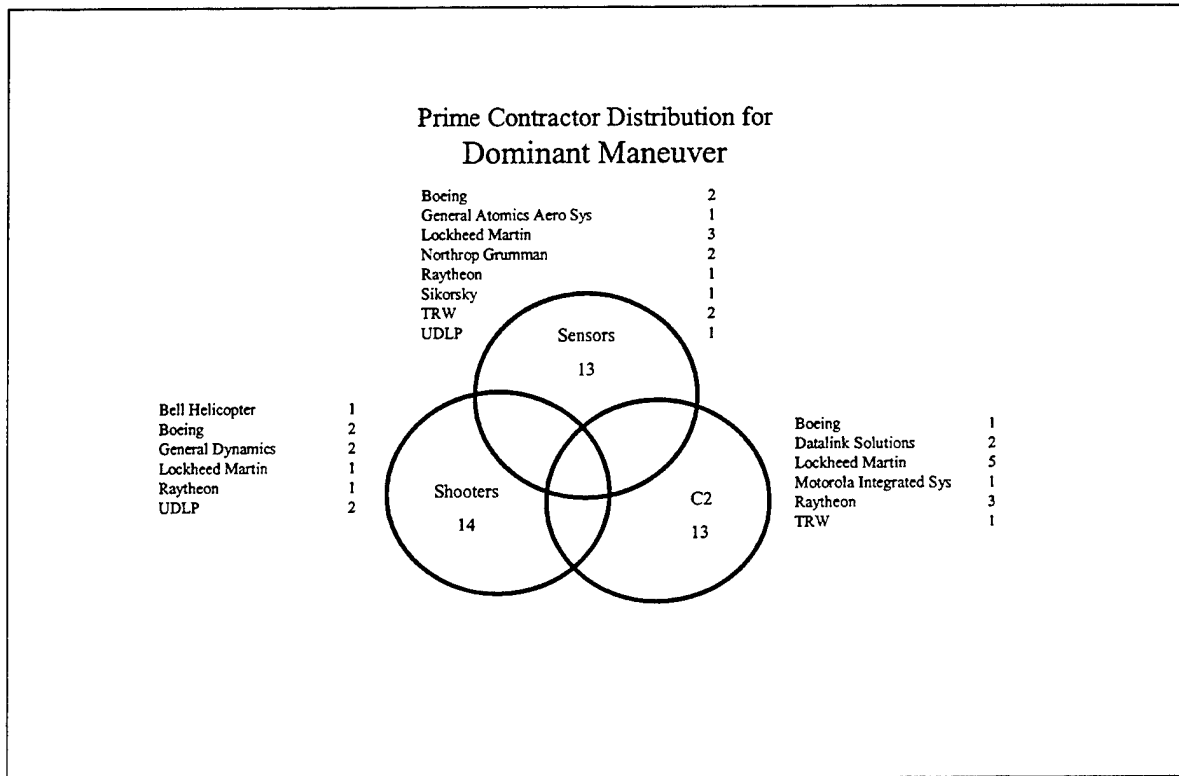 Prime Contractor Distribution for
Dominant Maneuver
Boeing 2
General Atomics Aero Sys 1
Lockheed Martin 3
Northrop Grumman 2
Raytheon 1
Sikorsky 1
TRW 2
UDLP 1
Sensors
13
Bell Helicopter 1
Boeing 2
General Dynamics 2
Lockheed Martin 1
Raytheon 1
UDLP 2
Shooters
14
C2
13
Boeing 1
Datalink Solutions 2
Lockheed Martin 5
Motorola Integrated Sys 1
Raytheon 3
TRW 1